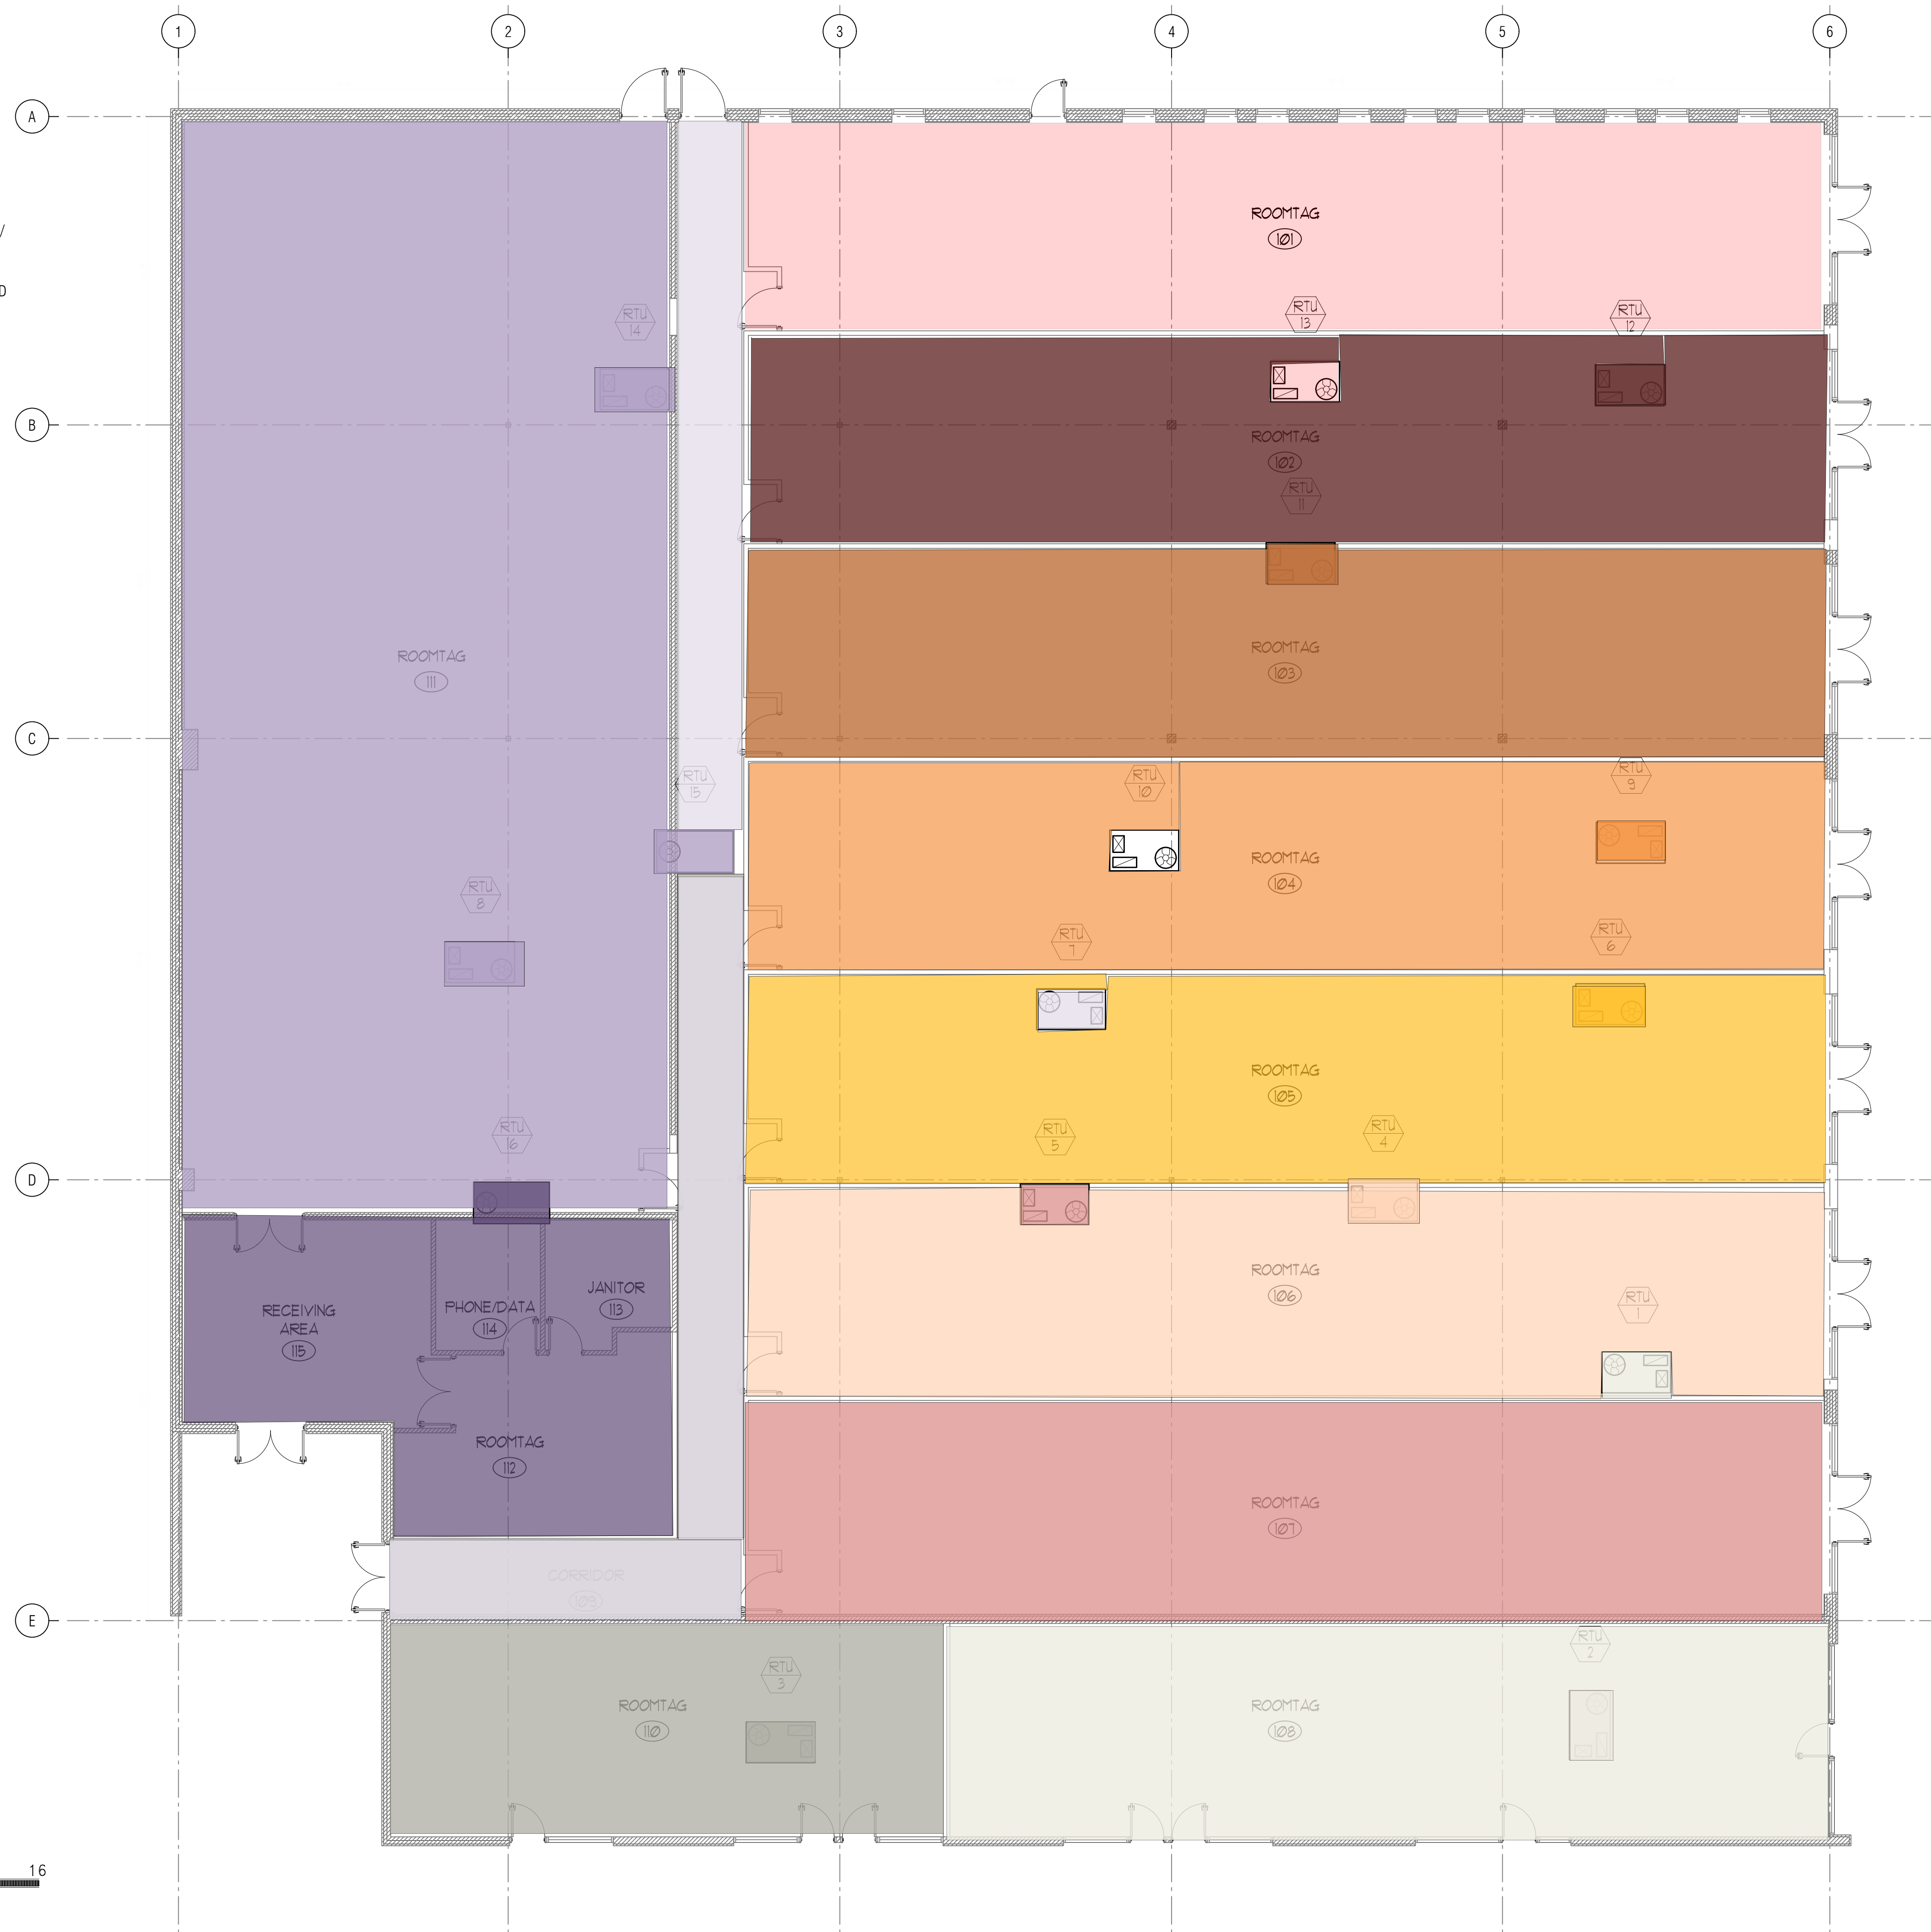 1
2
3
4
5
6
A
/
D
ROOMTAG
101
RTU
14
RTU
13
RTU
12
B
ROOMTAG
102
RTU
11
ROOMTAG
111
ROOMTAG
103
C
RTU
15
RTU
10
RTU
9
ROOMTAG
104
RTU
8
RTU
7
RTU
6
ROOMTAG
105
RTU
16
RTU
5
RTU
4
D
ROOMTAG
106
JANITOR
113
PHONE/DATA
114
RECEIVING
AREA
115
RTU
1
ROOMTAG
112
ROOMTAG
107
CORRIDOR
109
E
RTU
2
RTU
3
ROOMTAG
110
ROOMTAG
108
16